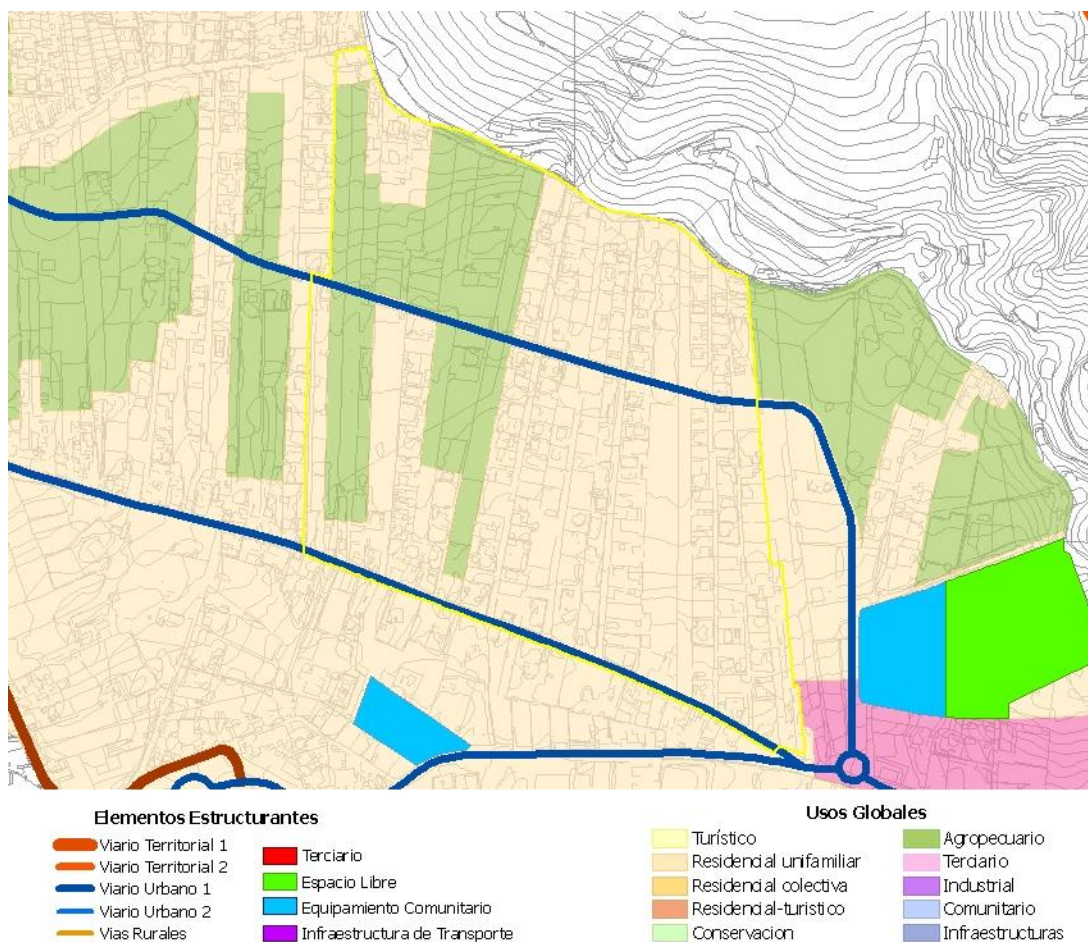 Elementos Estructurantes
Viario Territorial 1
Viario Territorial 2
Viario Urbano 1
Viario Urbano 2
Vias Rurales
Terciario
Espacio Libre
Equipamiento Comunitario
Infraestructura de Transporte
Usos Globales
Turístico
Residencial unifamiliar
Residencial colectiva
Residencial-turistico
Conservacion
Agropecuario
Terciario
Industrial
Comunitario
Infraestructuras